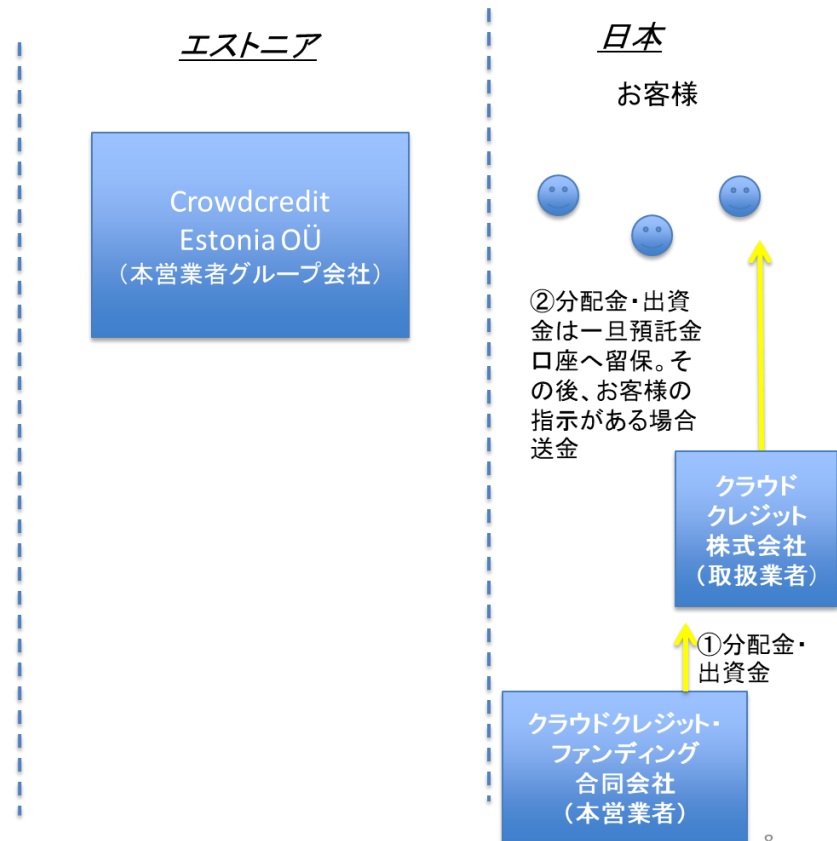 エストニア
日本
お客様
Crowdcredit
Estonia OÜ
（本営業者グループ会社）
②分配金・出資
金は一旦預託金
口座へ留保。そ
の後、お客様の
指示がある場合
送金
クラウド
クレジット
株式会社
（取扱業者）
①分配金・
出資金
クラウドクレジット・
ファンディング
合同会社
（本営業者）